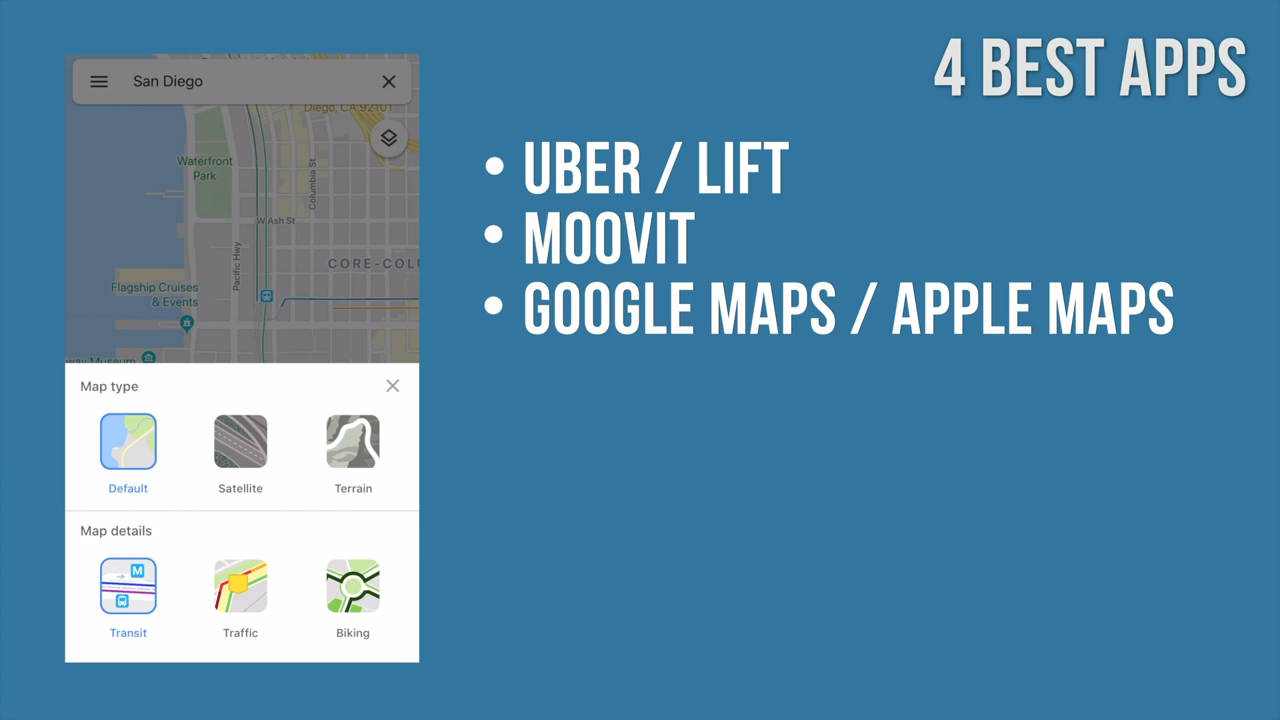 4 BEST APPS
• UBER / LIFT
• MOOVIT
• GOOGLE MAPS / APPLE MAPS
San Diego
Diego, CA 92101
Waterfront
Park
Columbia St
W Ash St
Pacific Hwy
CORE-COLU
Flagship Cruises
& Events
way Museum
Map type
Default
Satellite
Terrain
Map details
M
Transit
Traffic
Biking